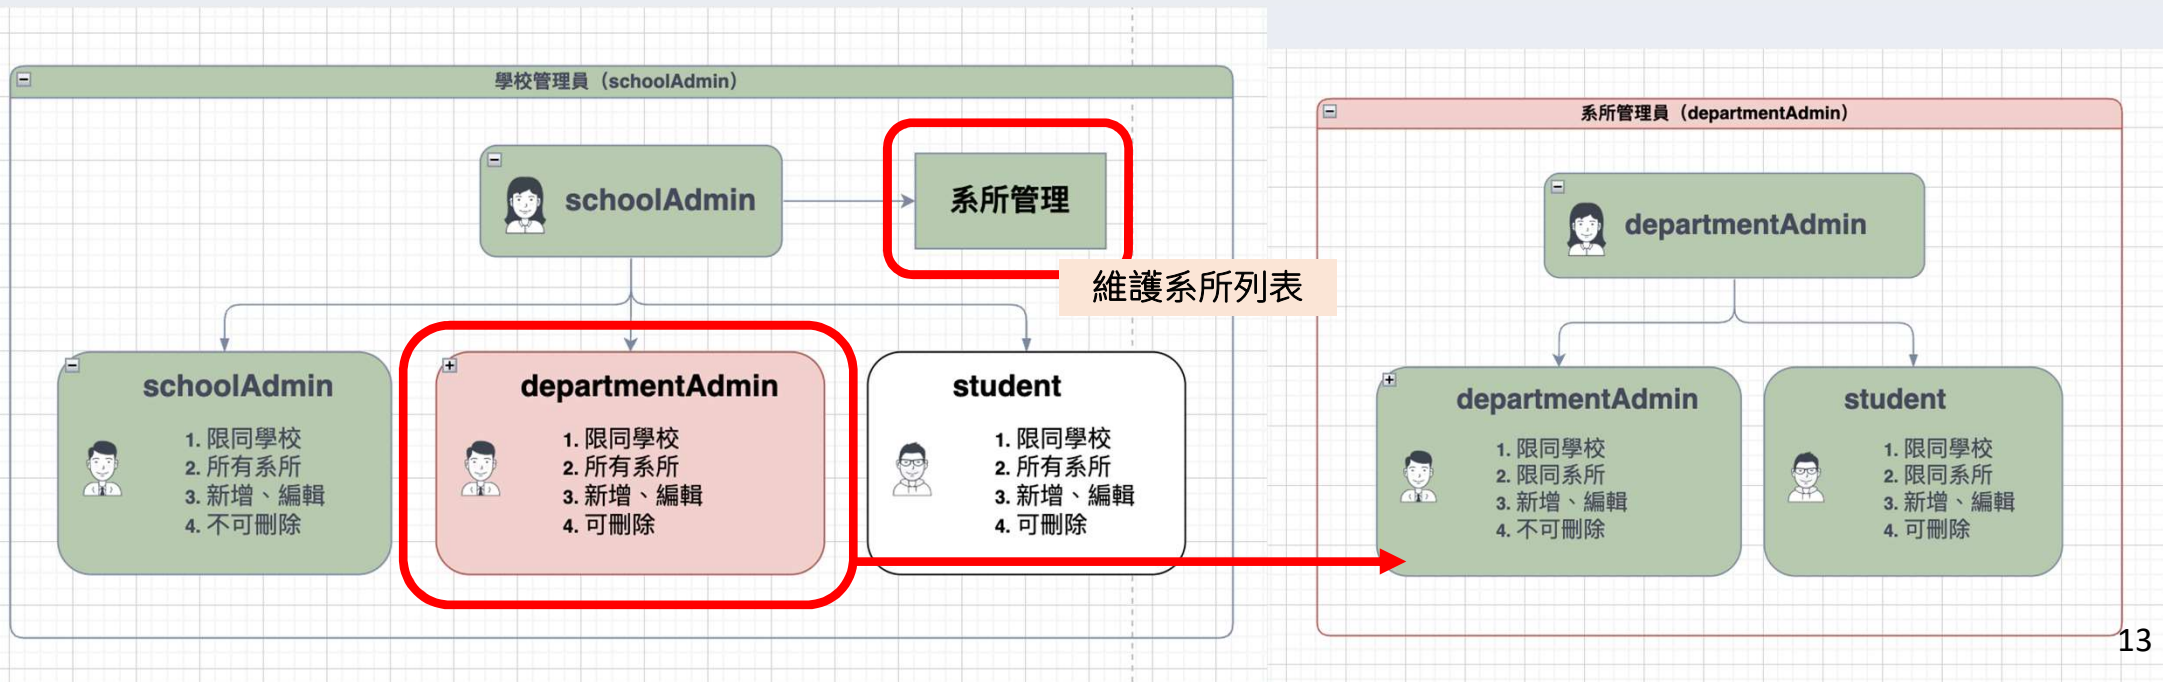 學校管理員（schoolAdmin）
schoolAdmin
系所管理
維護系所列表
schoolAdmin
1. 限同學校
2. 所有系所
3. 新增、編輯
4. 不可刪除
departmentAdmin
1. 限同學校
2. 所有系所
3. 新增、編輯
4. 可刪除
student
1. 限同學校
2. 所有系所
3. 新增、編輯
4. 可刪除
系所管理員（departmentAdmin）
departmentAdmin
departmentAdmin
1. 限同學校
2. 限同系所
3. 新增、編輯
4. 不可刪除
student
1. 限同學校
2. 限同系所
3. 新增、編輯
4. 可刪除
13